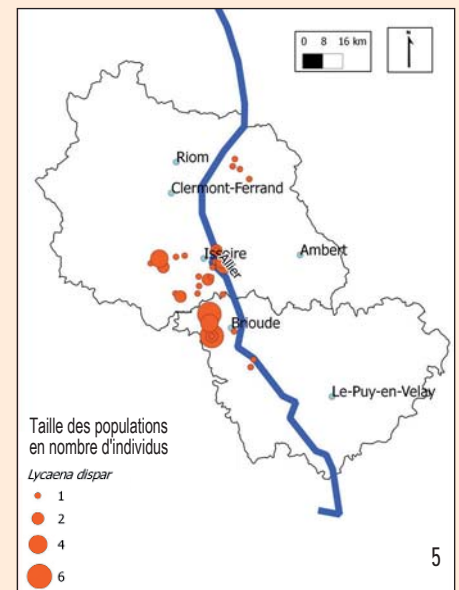 0 8 16 km
Riom
Clermont-Ferrand
Issoire
Allier
Ambert
Brioude
Le-Puy-en-Velay
Taille des populations
en nombre d'individus
Lycaena dispar
1
2
4
6
5